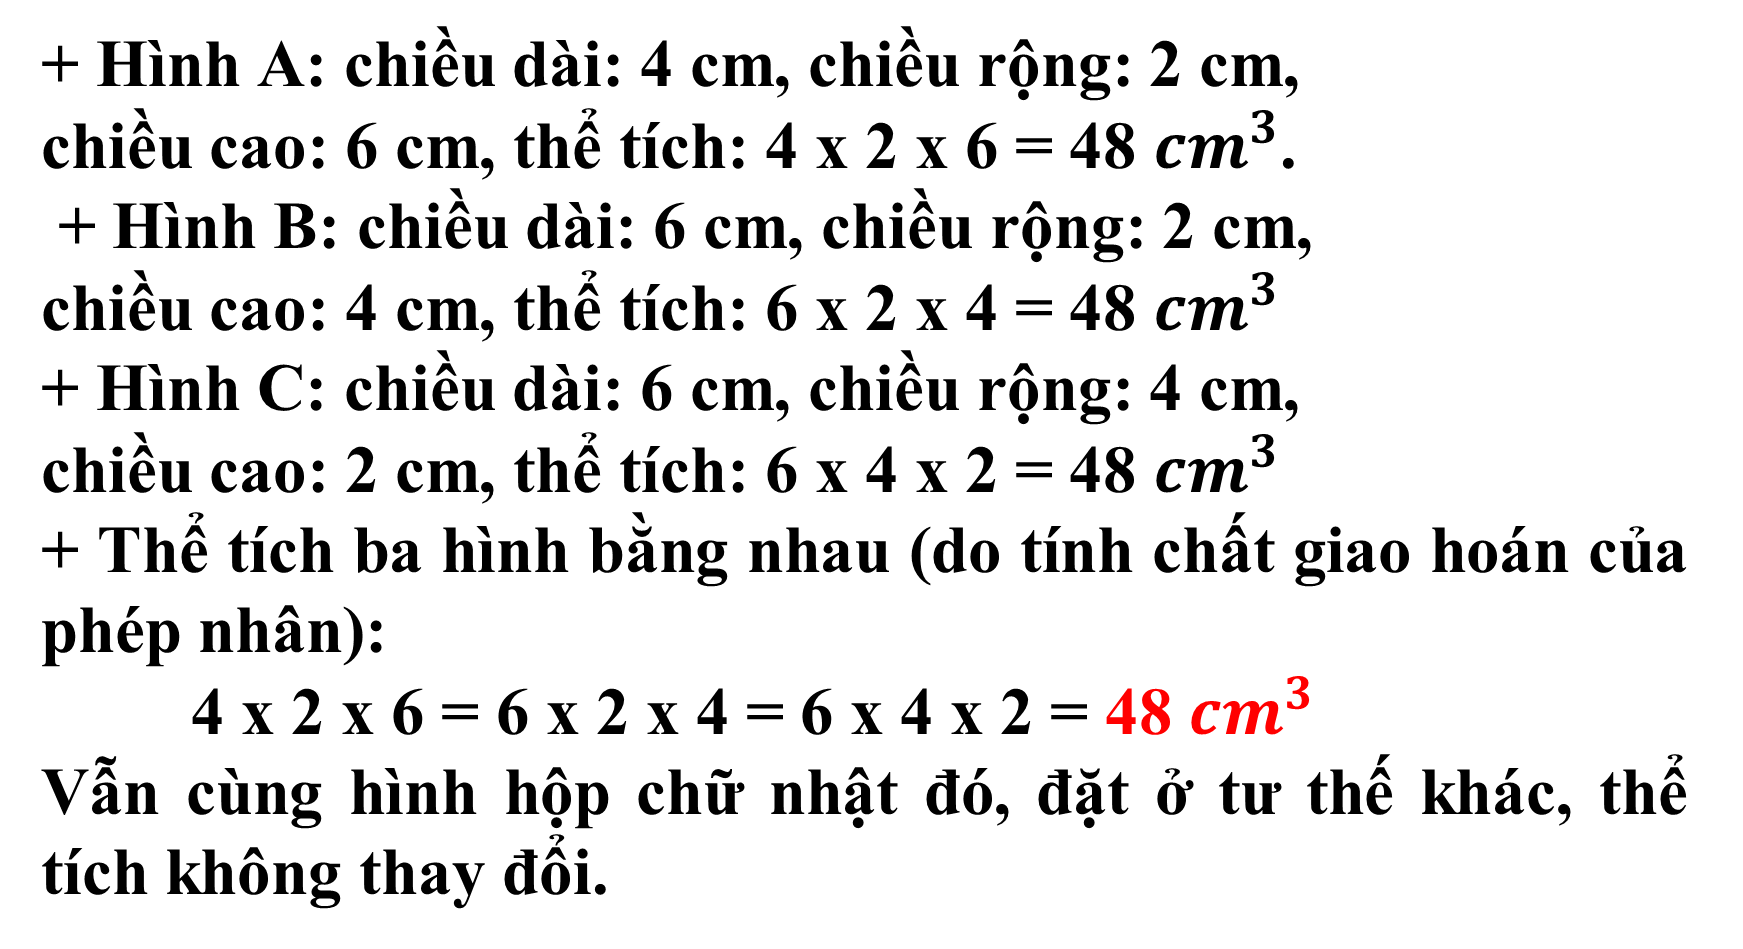 + Hình A: chiều dài: 4 cm, chiều rộng: 2 cm,
chiều cao: 6 cm, thể tích: 4 x 2 x 6 = 48 cm³.
+ Hình B: chiều dài: 6 cm, chiều rộng: 2 cm,
chiều cao: 4 cm, thể tích: 6 x 2 x 4 = 48 cm³
+ Hình C: chiều dài: 6 cm, chiều rộng: 4 cm,
chiều cao: 2 cm, thể tích: 6 x 4 x 2 = 48 cm³
+ Thể tích ba hình bằng nhau (do tính chất giao hoán của
phép nhân):
4 x 2 x 6 = 6 x 2 x 4 = 6 x 4 x 2 = 48 cm³
Vẫn cùng hình hộp chữ nhật đó, đặt ở tư thế khác, thể
tích không thay đổi.